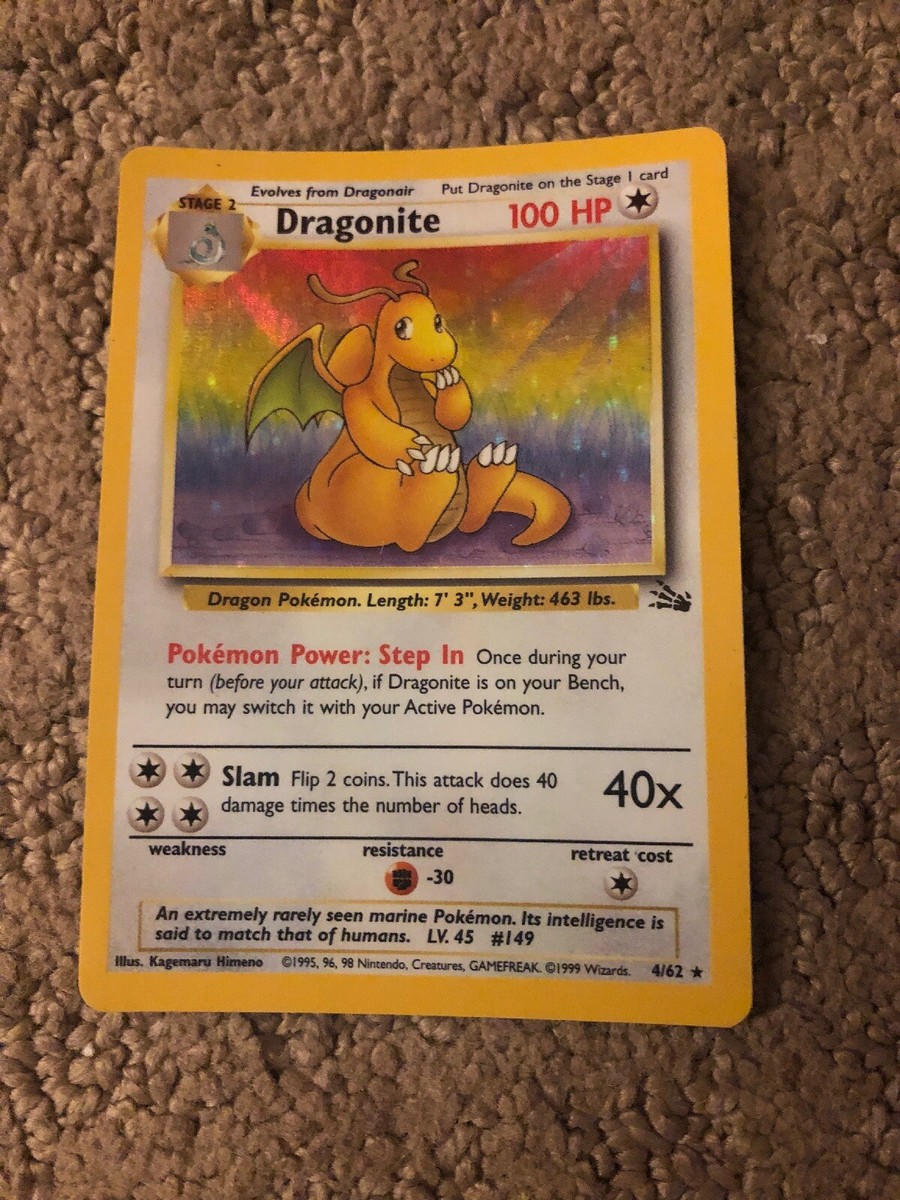 Evolves from Dragonair Put Dragonite on the Stage 1 card
STAGE 2
Dragonite 100 HP
Dragon Pokémon. Length: 7' 3", Weight: 463 lbs.
Pokémon Power: Step In Once during your
turn (before your attack), if Dragonite is on your Bench,
you may switch it with your Active Pokémon.
Slam Flip 2 coins. This attack does 40
damage times the number of heads.
40x
weakness resistance retreat cost
-30
An extremely rarely seen marine Pokémon. Its intelligence is
said to match that of humans. LV. 45 #149
Illus. Kagemaru Himeno ©1995, 96, 98 Nintendo, Creatures, GAMEFREAK. ©1999 Wizards. 4/62 ★